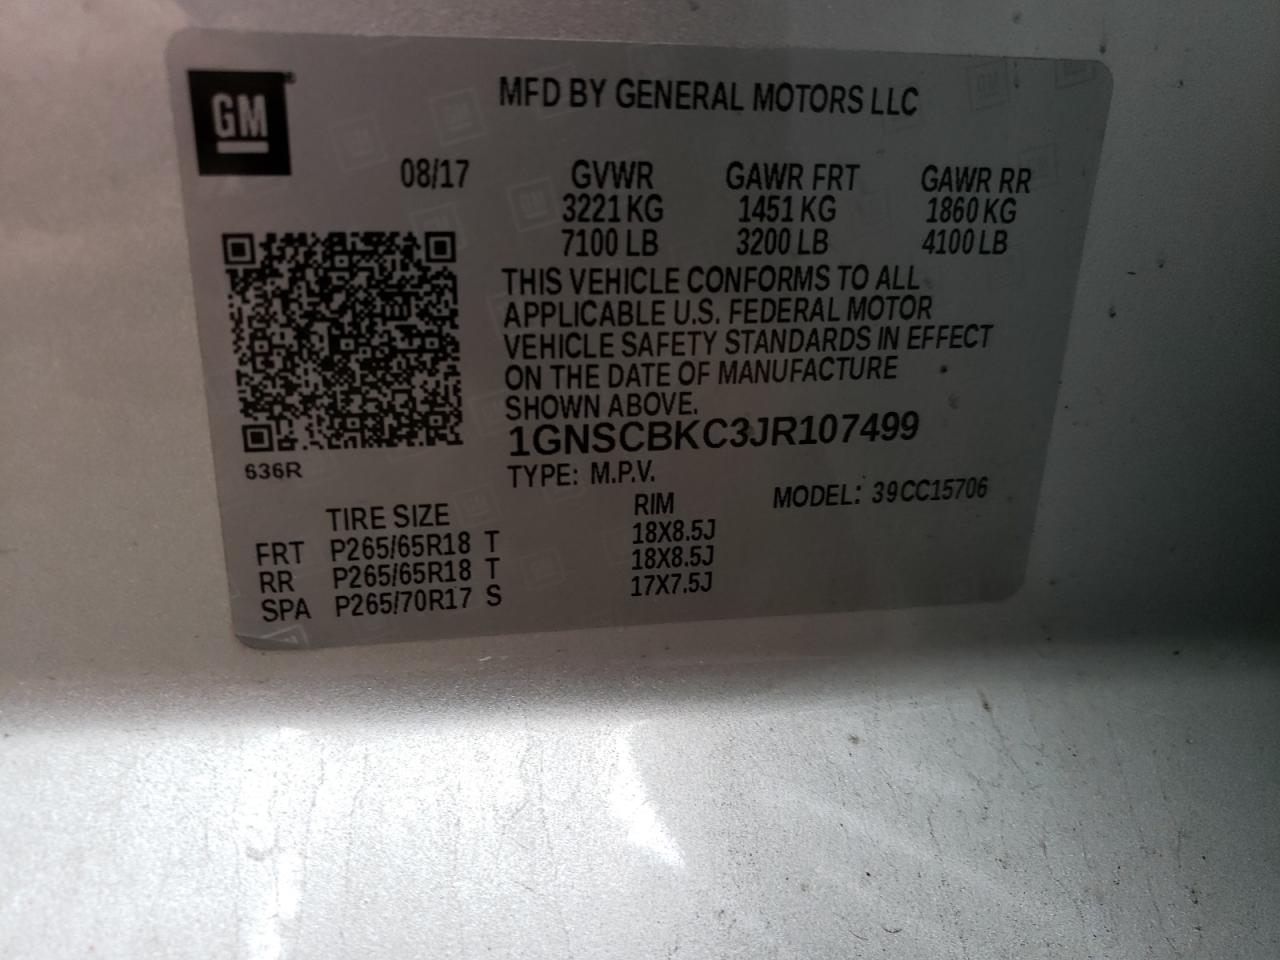 GM
MFD BY GENERAL MOTORS LLC
08/17 GVWR GAWR FRT GAWR RR
3221 KG 1451 KG 1860 KG
7100 LB 3200 LB 4100 LB
THIS VEHICLE CONFORMS TO ALL
APPLICABLE U.S. FEDERAL MOTOR
VEHICLE SAFETY STANDARDS IN EFFECT
ON THE DATE OF MANUFACTURE
SHOWN ABOVE.
1GNSCBKC3JR107499
636R
TYPE: M.P.V.
MODEL: 39CC15706
TIRE SIZE RIM
FRT P265/65R18 T 18X8.5J
RR P265/65R18 T 18X8.5J
SPA P265/70R17 S 17X7.5J